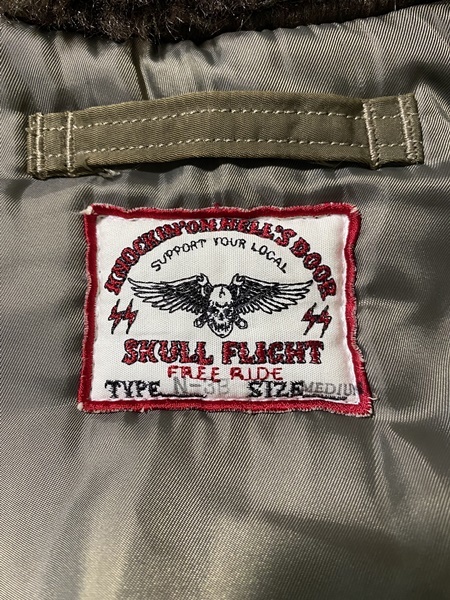 KNOCKIN'ON HELL'S DOOR
SUPPORT YOUR LOCAL
SKULL FLIGHT
FREE RIDE
TYPE N-3B SIZE MEDIUM